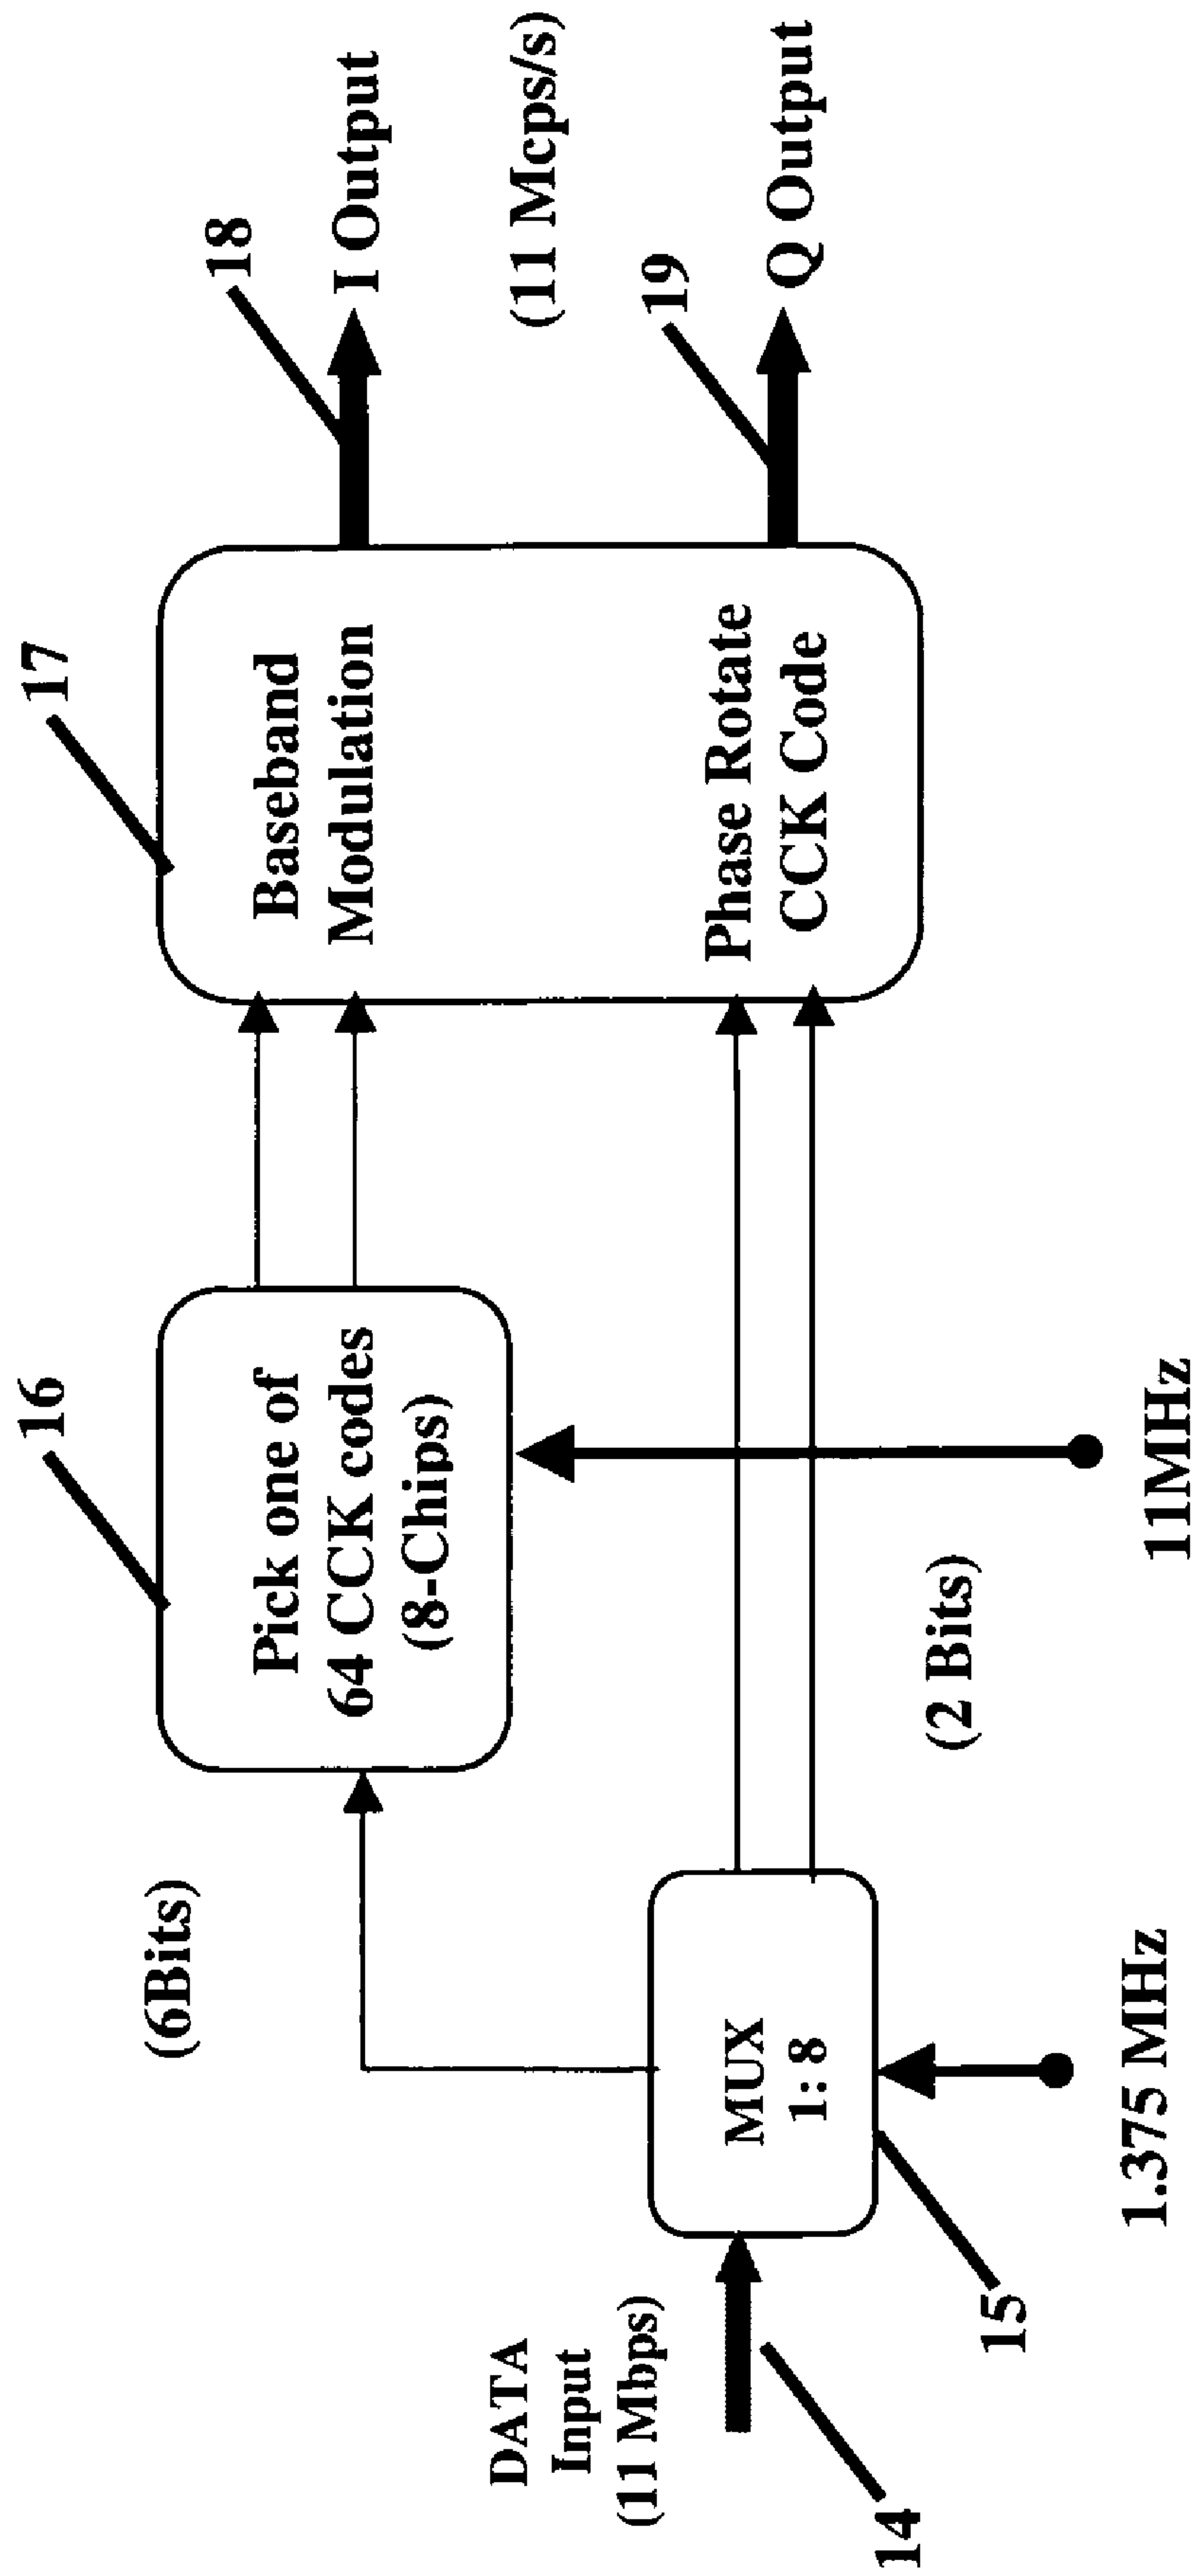 16
17
18
(6Bits)
Pick one of
64 CCK codes
(8-Chips)
Baseband
Modulation
I Output
(11 Mcps/s)
19
DATA
Input
(11 Mbps)
MUX
1: 8
Phase Rotate
CCK Code
Q Output
(2 Bits)
14
15
1.375 MHz
11MHz